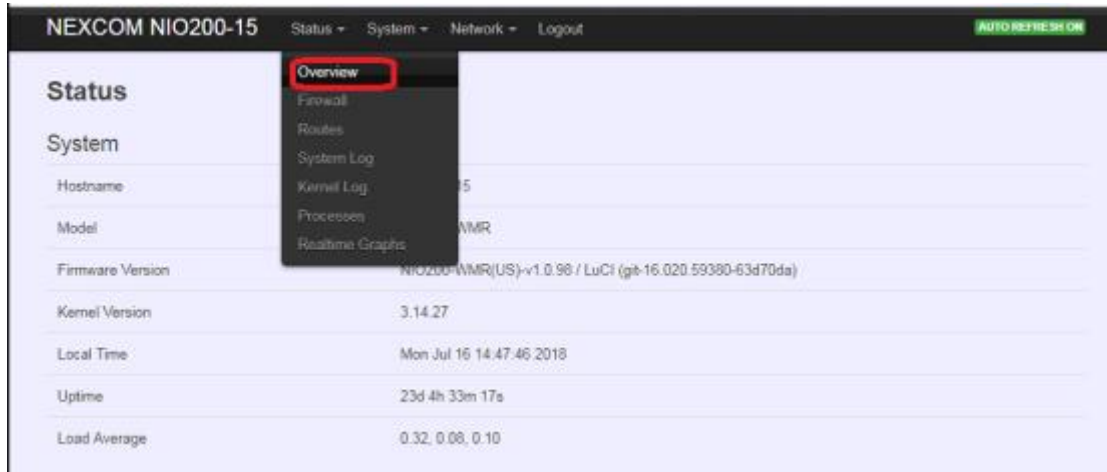 NEXCOM NIO200-15 Status System Network Logout AUTO REFRESH ON
Overview
Firewall
Routes
System Log
Kernel Log
Processes
Realtime Graphs
Status
System
Hostname 15
Model WMR
Firmware Version NIO200-WMR(US)-v1.0.98 / LuCI (git-16.020.59380-63d70da)
Kernel Version 3.14.27
Local Time Mon Jul 16 14:47:46 2018
Uptime 23d 4h 33m 17s
Load Average 0.32, 0.08, 0.10